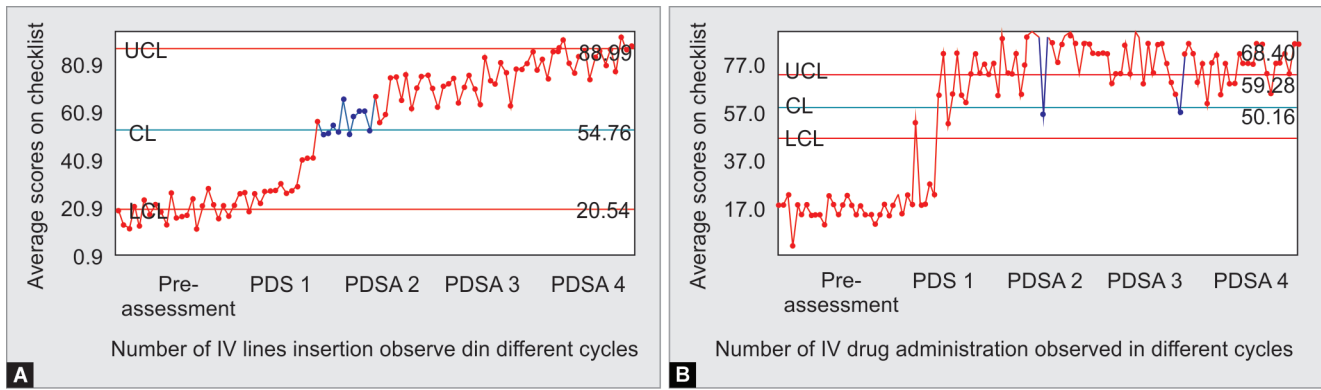 Average scores on checklist
80.9
60.9
40.9
20.9
0.9
UCL
CL
LCL
88.99
54.76
20.54
Pre-
assessment
PDS 1
PDSA 2
PDSA 3
PDSA 4
Number of IV lines insertion observe din different cycles
A
Average scores on checklist
77.0
57.0
37.0
17.0
UCL
CL
LCL
68.40
59.28
50.16
Pre-
assessment
PDS 1
PDSA 2
PDSA 3
PDSA 4
Number of IV drug administration observed in different cycles
B